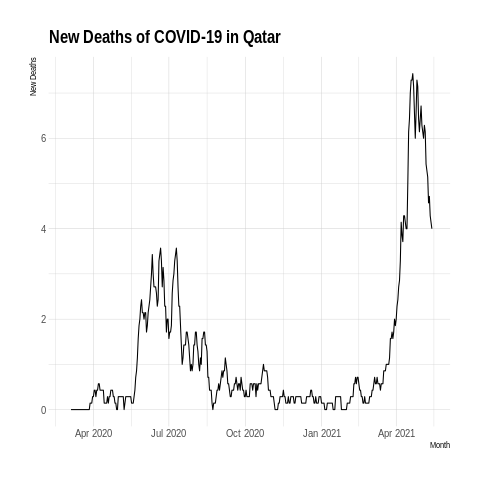 New Deaths of COVID-19 in Qatar
New Deaths
6
4
2
0
Apr 2020 Jul 2020 Oct 2020 Jan 2021 Apr 2021
Month